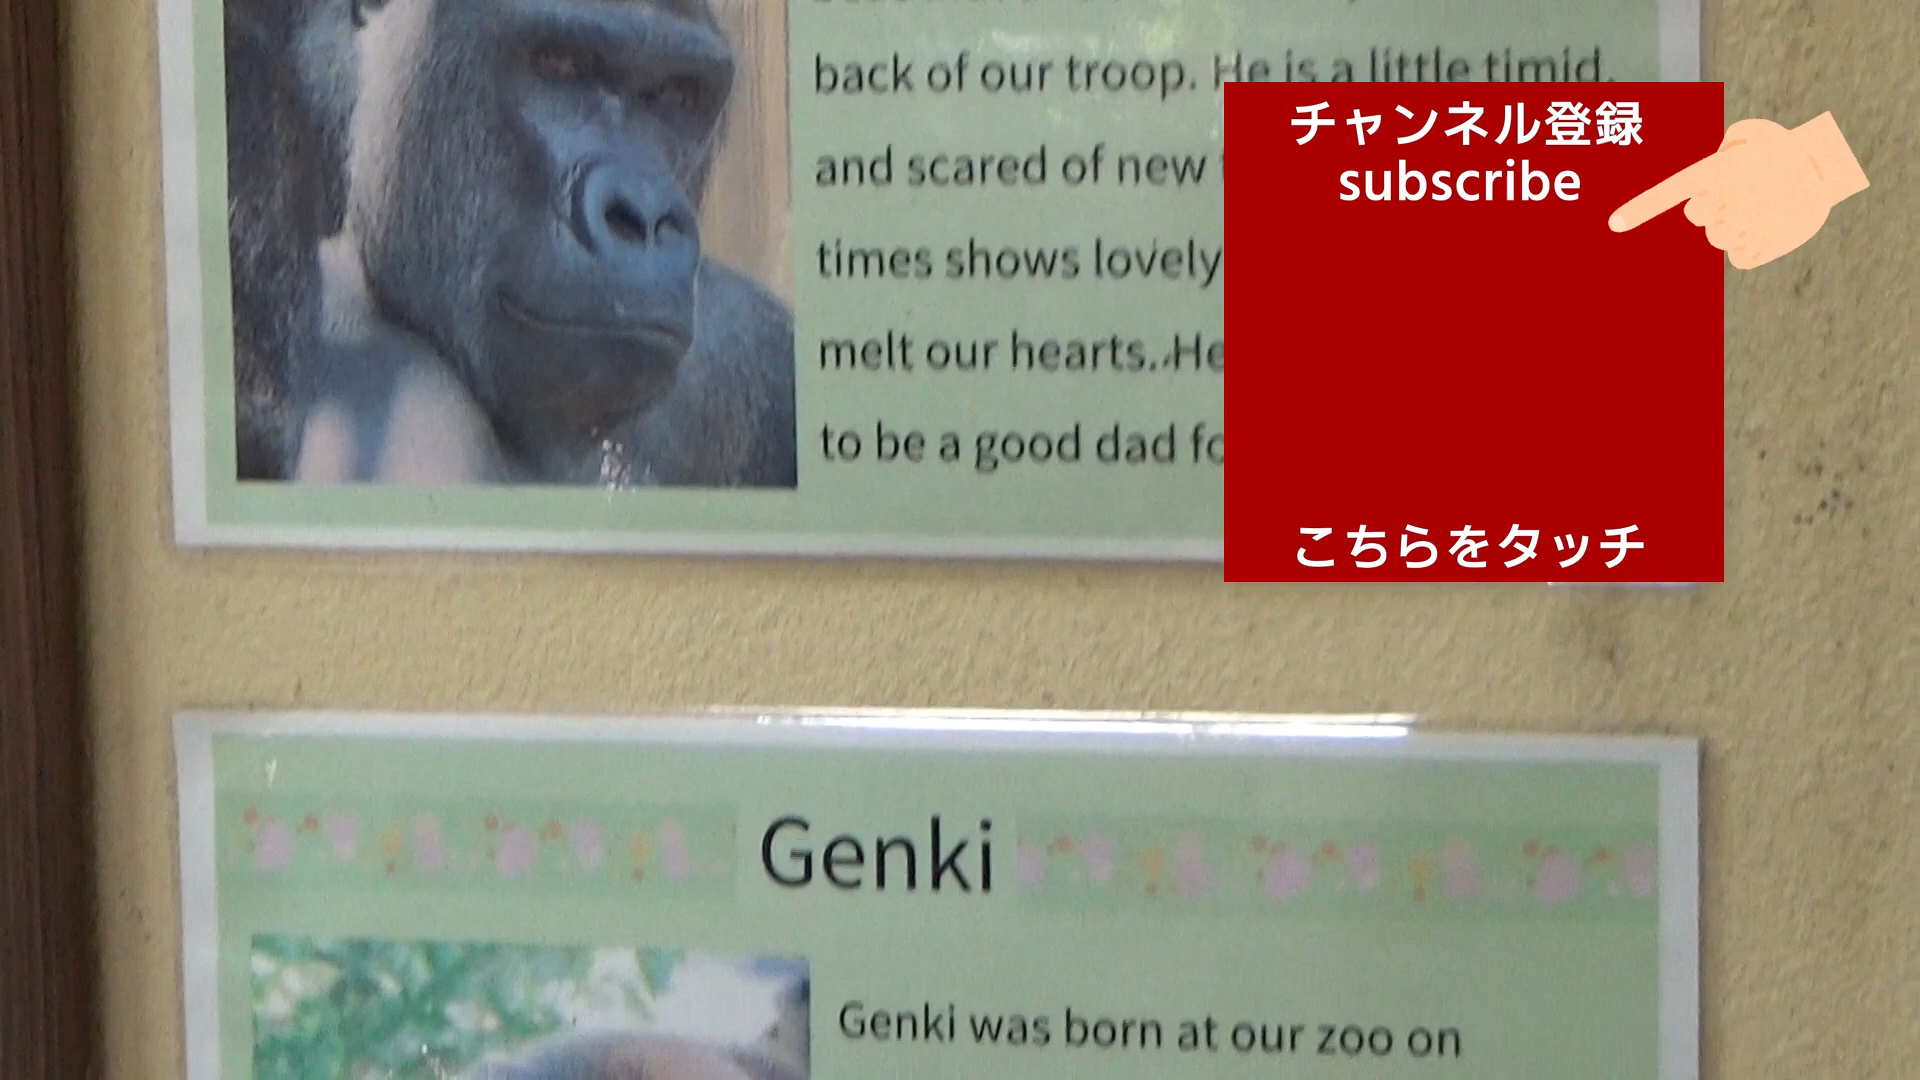 back of our troop. He is a little timid,
and scared of new
times shows lovely
melt our hearts. He
to be a good dad
チャンネル登録
subscribe
こちらをタッチ
Genki
Genki was born at our zoo on